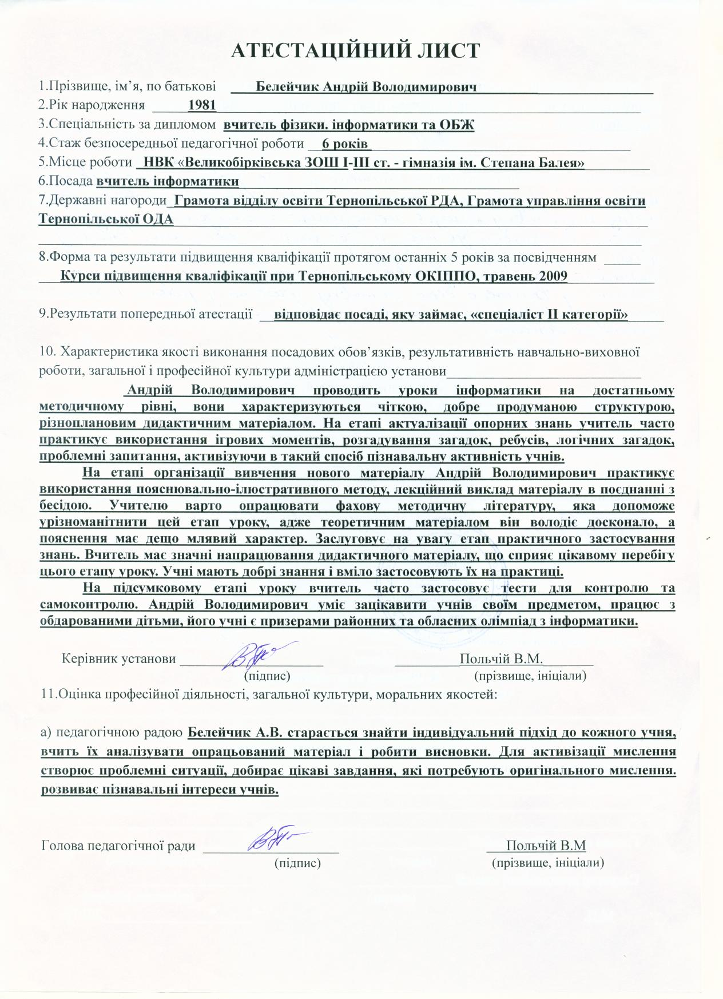 АТЕСТАЦІЙНИЙ ЛИСТ
1.Прізвище, ім’я, по батькові Белейчик Андрій Володимирович
2.Рік народження 1981
3.Спеціальність за дипломом вчитель фізики. інформатики та ОБЖ
4.Стаж безпосередньої педагогічної роботи 6 років
5.Місце роботи НВК «Великобірківська ЗОШ І-ІІІ ст. - гімназія ім. Степана Балея»
6.Посада вчитель інформатики
7.Державні нагороди Грамота відділу освіти Тернопільської РДА, Грамота управління освіти
Тернопільської ОДА
8.Форма та результати підвищення кваліфікації протягом останніх 5 років за посвідченням
Курси підвищення кваліфікації при Тернопільському ОКІППО, травень 2009
9.Результати попередньої атестації відповідає посаді, яку займає, «спеціаліст ІІ категорії»
10. Характеристика якості виконання посадових обов’язків, результативність навчально-виховної
роботи, загальної і професійної культури адміністрацією установи
Андрій Володимирович проводить уроки інформатики на достатньому
методичному рівні, вони характеризуються чіткою, добре продуманою структурою,
різноплановим дидактичним матеріалом. На етапі актуалізації опорних знань учитель часто
практикує використання ігрових моментів, розгадування загадок, ребусів, логічних загадок,
проблемні запитання, активізуючи в такий спосіб пізнавальну активність учнів.
На етапі організації вивчення нового матеріалу Андрій Володимирович практикує
використання пояснювально-ілюстративного методу, лекційний виклад матеріалу в поєднанні з
бесідою. Учителю варто опрацювати фахову методичну літературу, яка допоможе
урізноманітнити цей етап уроку, адже теоретичним матеріалом він володіє досконало, а
пояснення має дещо млявий характер. Заслуговує на увагу етап практичного застосування
знань. Вчитель має значні напрацювання дидактичного матеріалу, що сприяє цікавому перебігу
цього етапу уроку. Учні мають добрі знання і вміло застосовують їх на практиці.
На підсумковому етапі уроку вчитель часто застосовує тести для контролю та
самоконтролю. Андрій Володимирович уміє зацікавити учнів своїм предметом, працює з
обдарованими дітьми, його учні є призерами районних та обласних олімпіад з інформатики.
Керівник установи Польчій В.М.
(підпис) (прізвище, ініціали)
11.Оцінка професійної діяльності, загальної культури, моральних якостей:
а) педагогічною радою Белейчик А.В. старається знайти індивідуальний підхід до кожного учня,
вчить їх аналізувати опрацьований матеріал і робити висновки. Для активізації мислення
створює проблемні ситуації, добирає цікаві завдання, які потребують оригінального мислення.
розвиває пізнавальні інтереси учнів.
Голова педагогічної ради Польчій В.М
(підпис) (прізвище, ініціали)